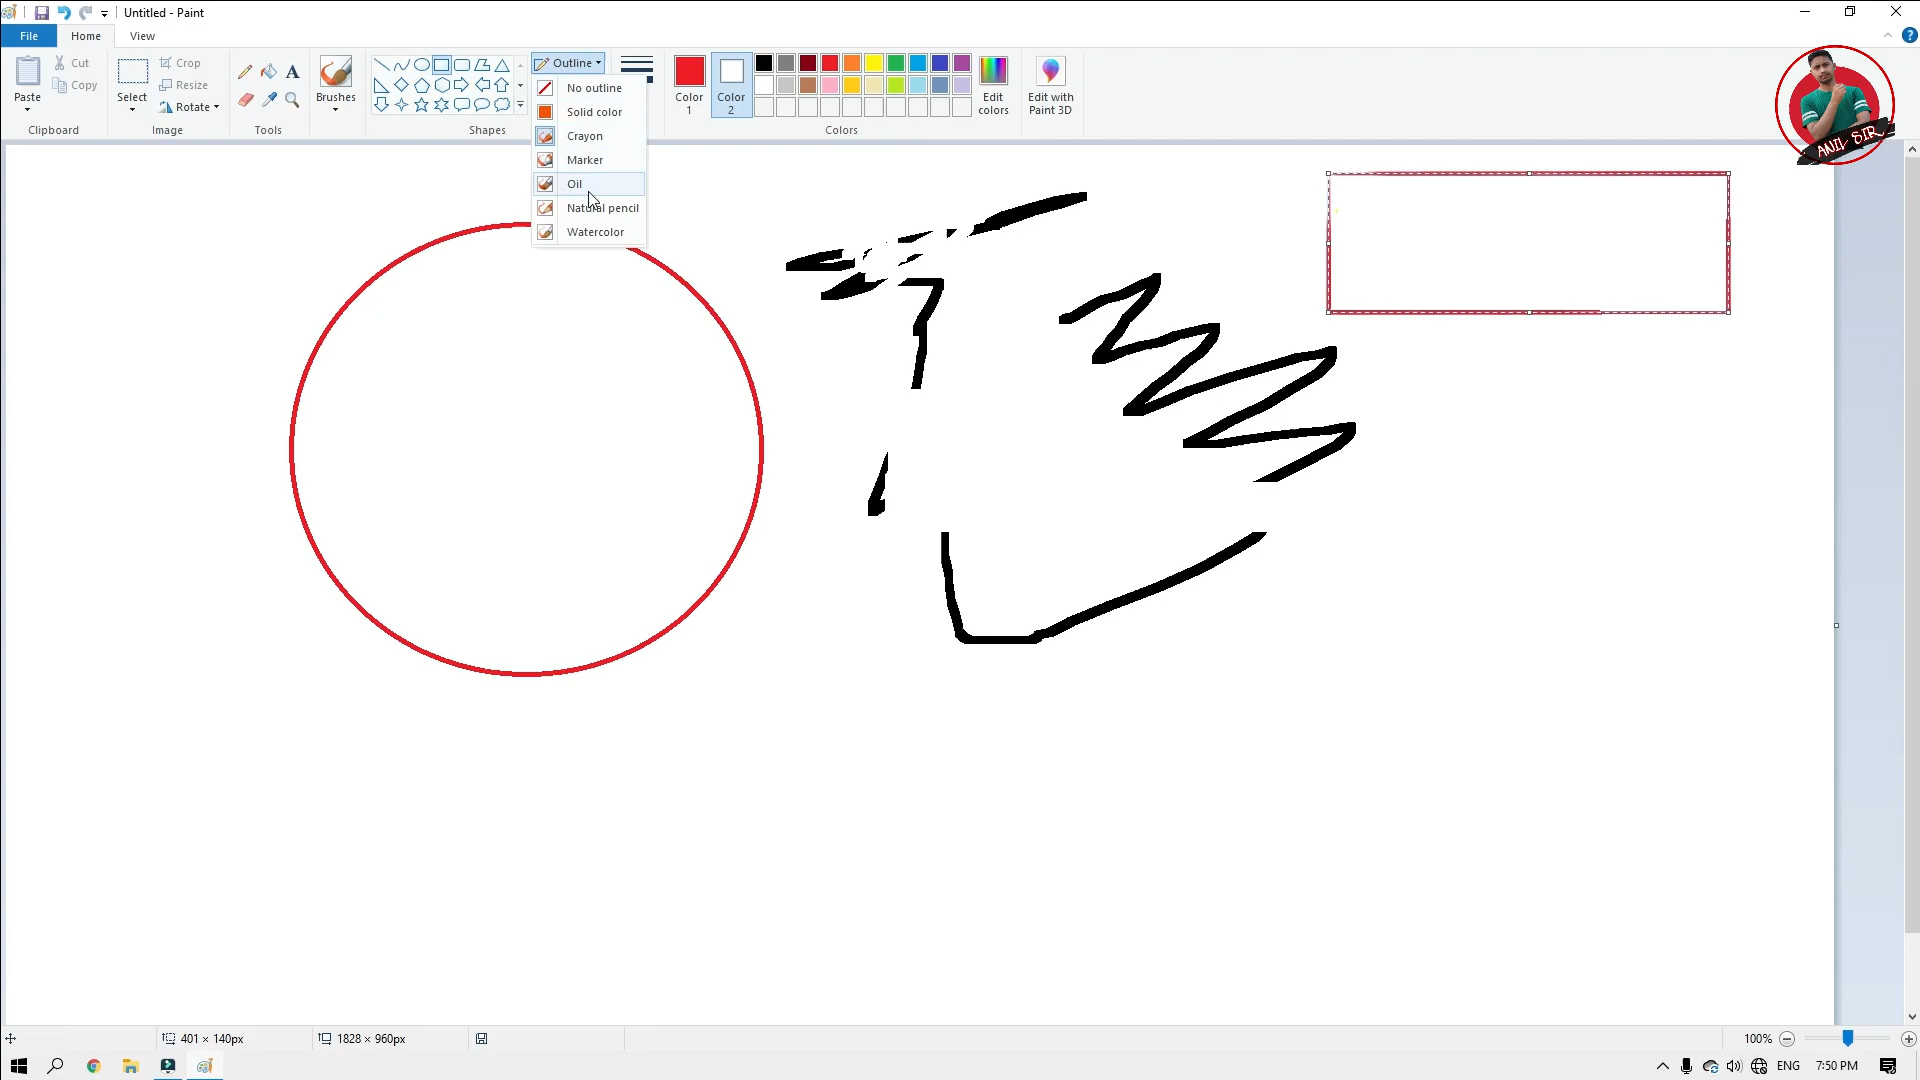 Untitled - Paint
File Home View
Paste Cut Copy
Clipboard
Select Crop Resize Rotate
Image
A
Tools
Brushes
Shapes
Outline
No outline
Solid color
Crayon
Marker
Oil
Natural pencil
Watercolor
Color 1
Color 2
Edit colors
Colors
Edit with Paint 3D
?
ANIL SIR
401 × 140px
1828 × 960px
100%
ENG
7:50 PM